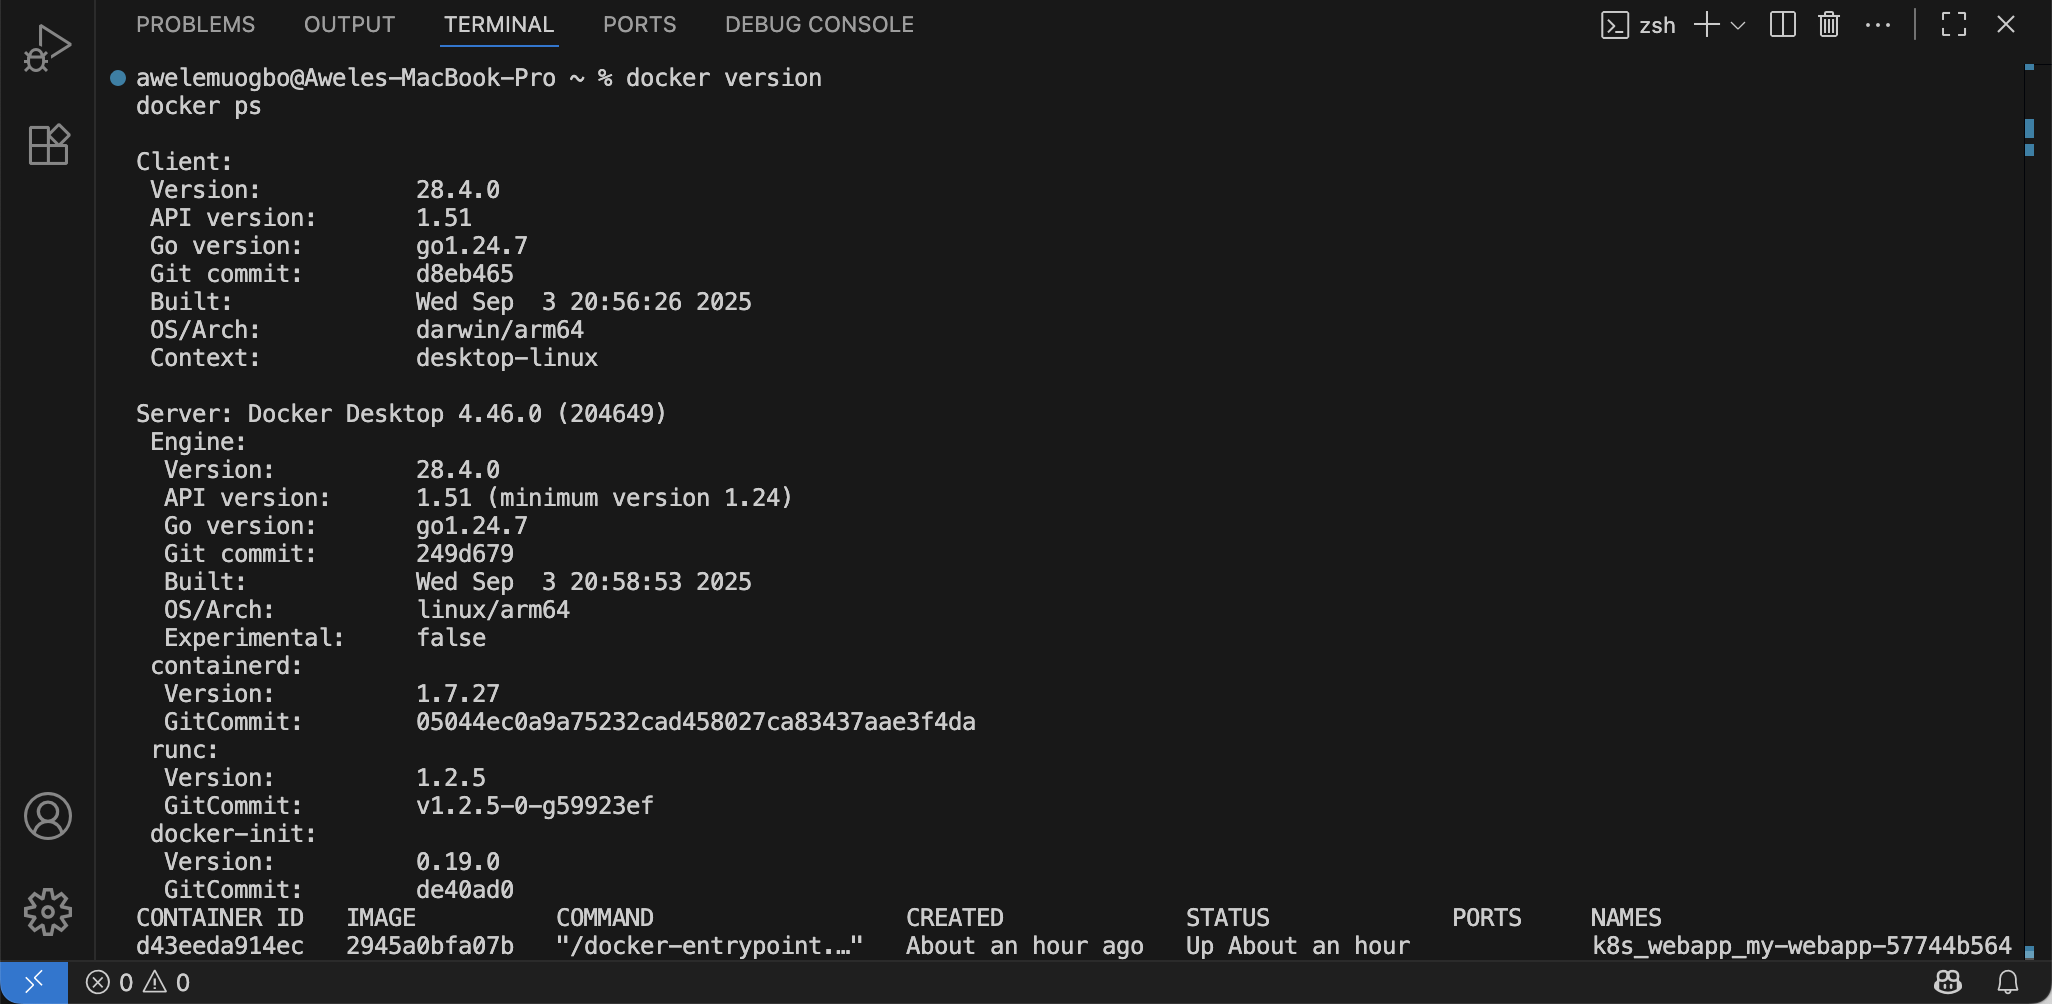 PROBLEMS OUTPUT TERMINAL PORTS DEBUG CONSOLE zsh
awelemuogbo@Aweles-MacBook-Pro ~ % docker version
docker ps
Client:
Version: 28.4.0
API version: 1.51
Go version: go1.24.7
Git commit: d8eb465
Built: Wed Sep  3 20:56:26 2025
OS/Arch: darwin/arm64
Context: desktop-linux
Server: Docker Desktop 4.46.0 (204649)
Engine:
Version: 28.4.0
API version: 1.51 (minimum version 1.24)
Go version: go1.24.7
Git commit: 249d679
Built: Wed Sep  3 20:58:53 2025
OS/Arch: linux/arm64
Experimental: false
containerd:
Version: 1.7.27
GitCommit: 05044ec0a9a75232cad458027ca83437aae3f4da
runc:
Version: 1.2.5
GitCommit: v1.2.5-0-g59923ef
docker-init:
Version: 0.19.0
GitCommit: de40ad0
CONTAINER ID IMAGE COMMAND CREATED STATUS PORTS NAMES
d43eeda914ec 2945a0bfa07b "/docker-entrypoint.…" About an hour ago Up About an hour k8s_webapp_my-webapp-57744b564
0 0